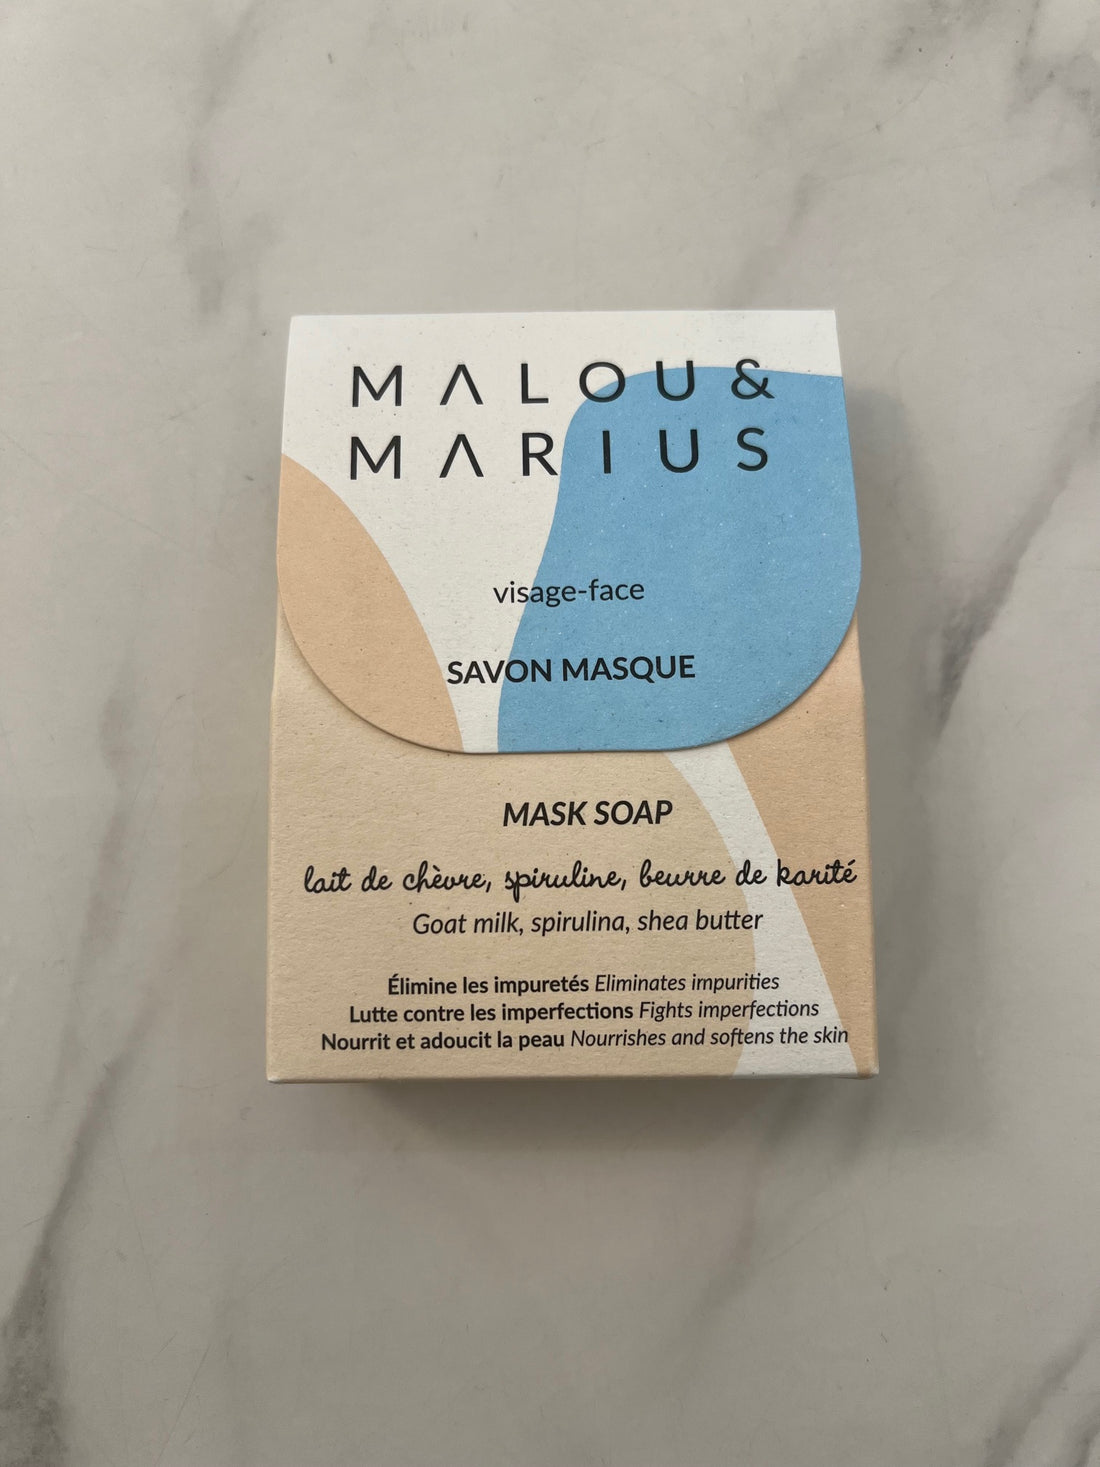 MALOU&
MARIUS
visage-face
SAVON MASQUE
MASK SOAP
lait de chèvre, spiruline, beurre de karité
Goat milk, spirulina, shea butter
Élimine les impuretés Eliminates impurities
Lutte contre les imperfections Fights imperfections
Nourrit et adoucit la peau Nourrishes and softens the skin